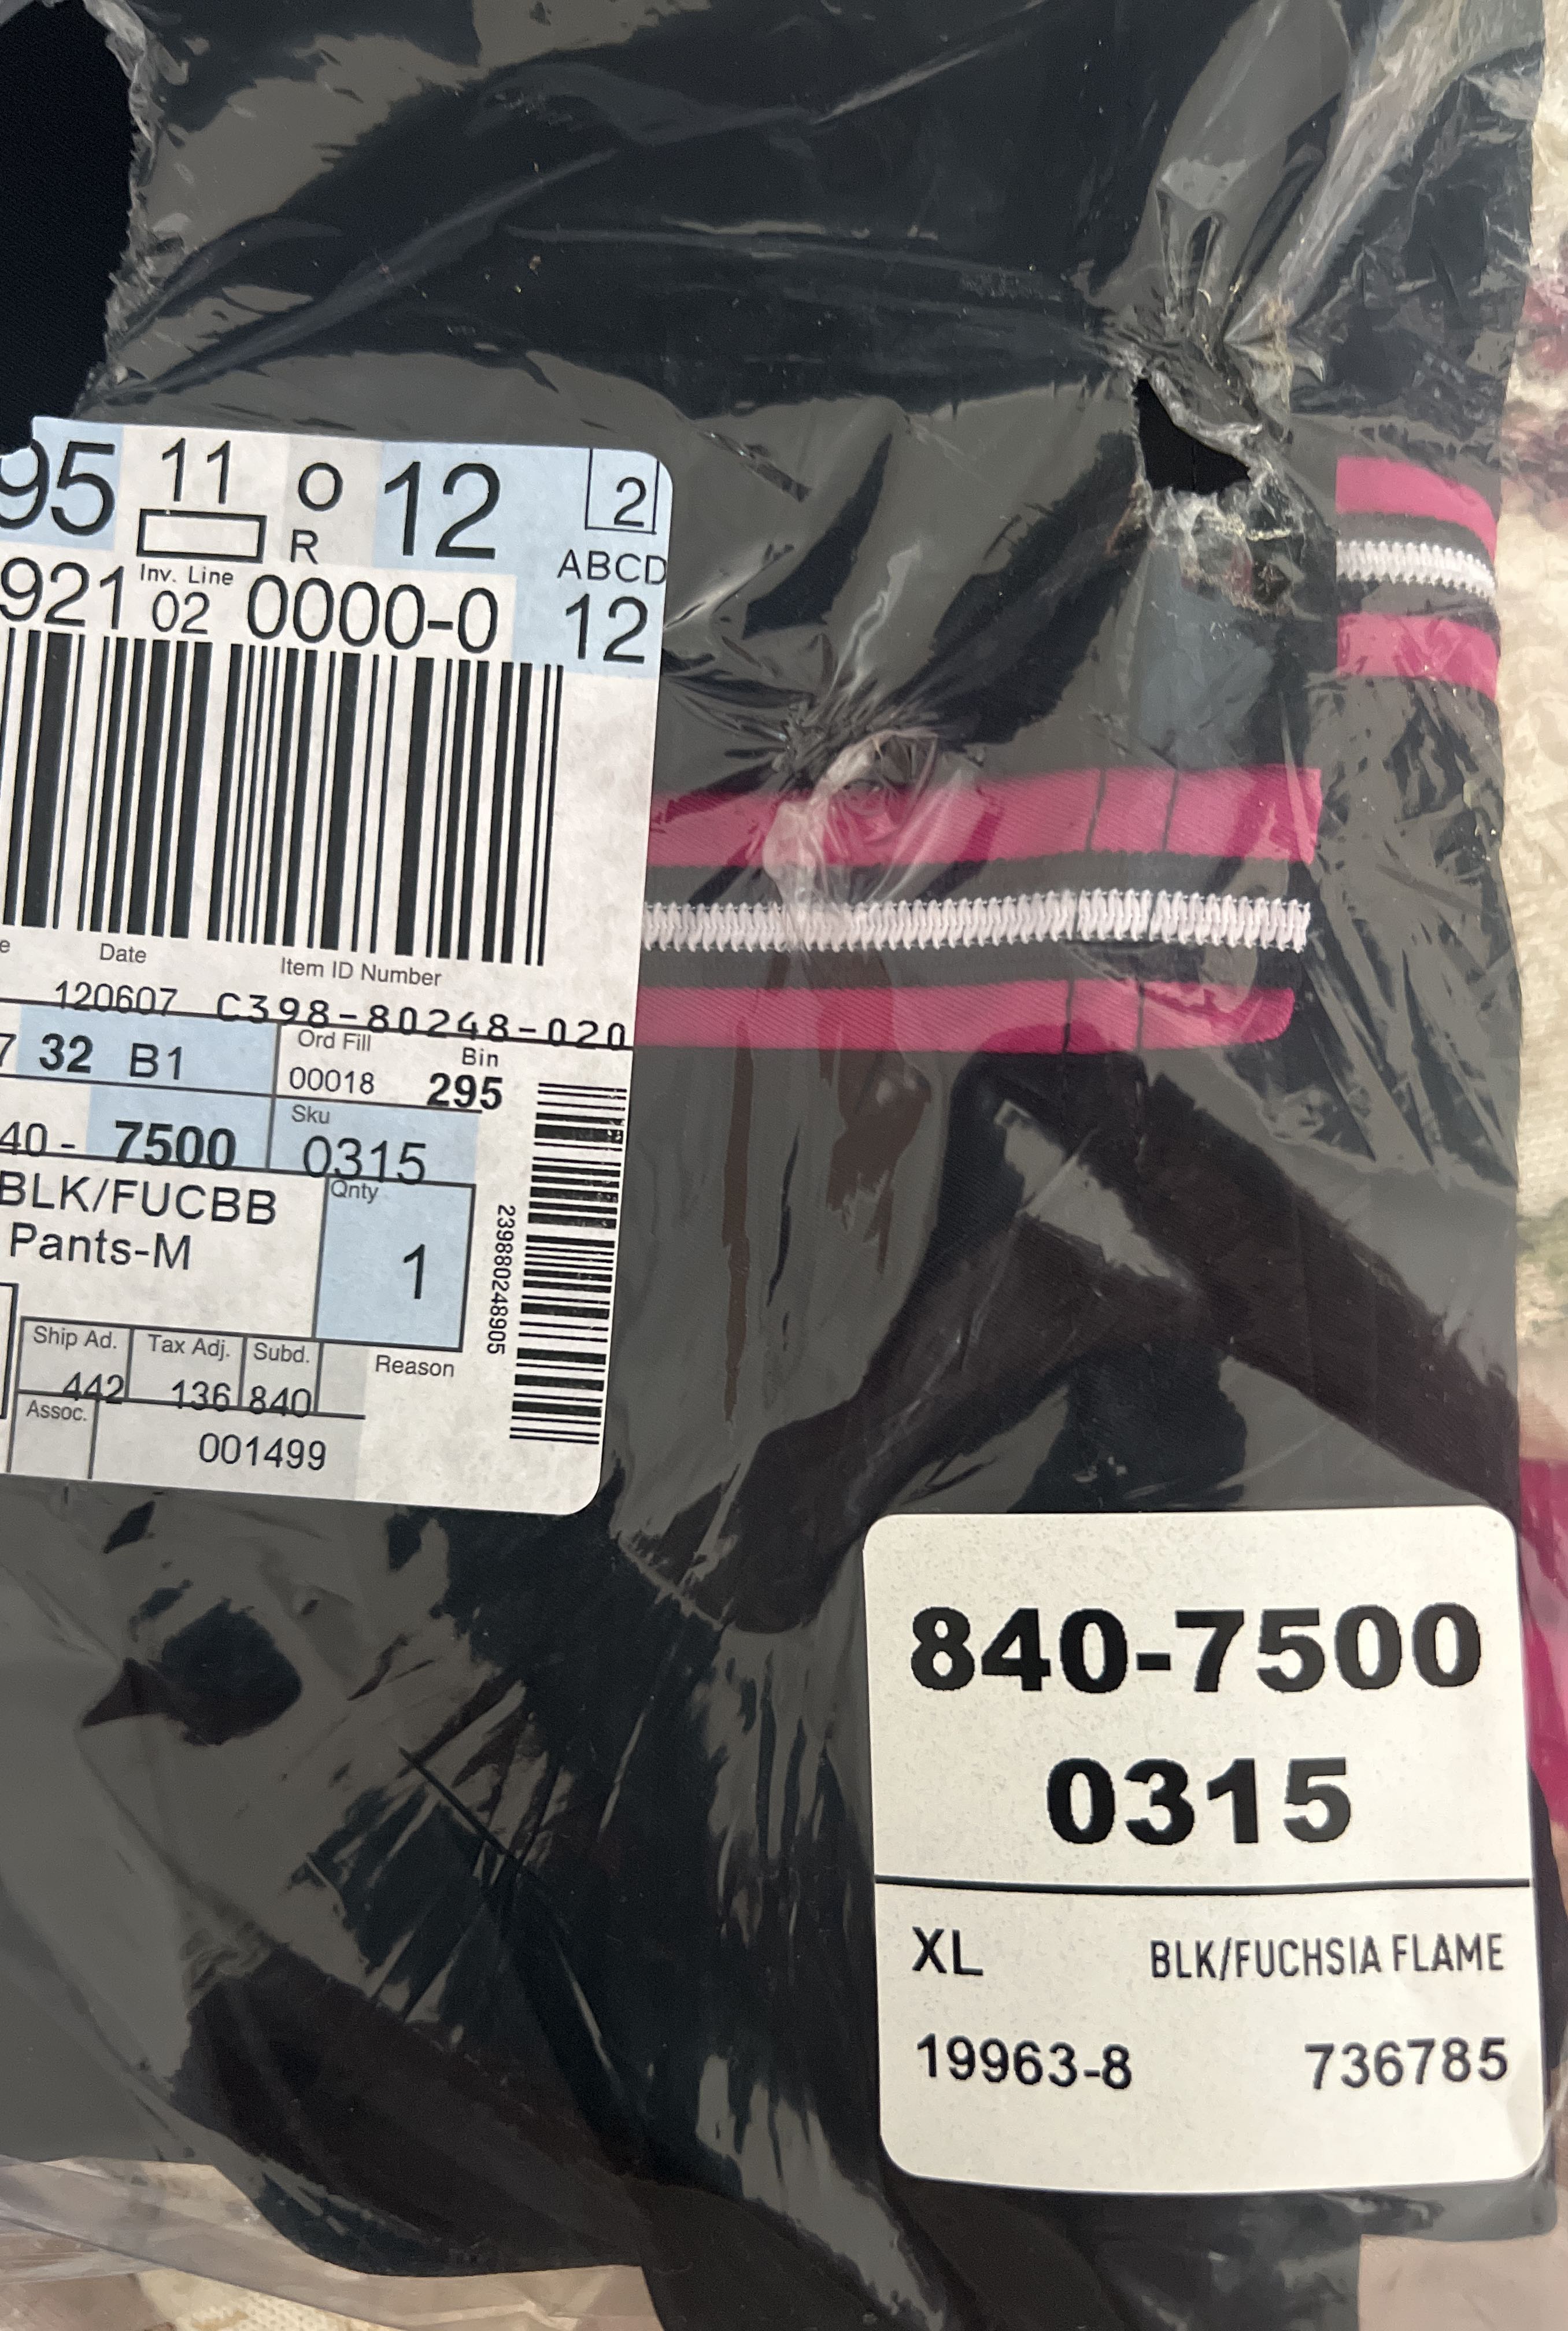 95 11 O 12 2
R ABCD
921 Inv. Line 02 0000-0 12
Date Item ID Number
120607 C398-80248-020
7 32 B1 Ord Fill 00018 Bin 295
40- 7500 Sku 0315
BLK/FUCBB Qnty
Pants-M 1
239880248905
Ship Ad. Tax Adj. Subd. Reason
442 136 840
Assoc. 001499
840-7500
0315
XL BLK/FUCHSIA FLAME
19963-8 736785